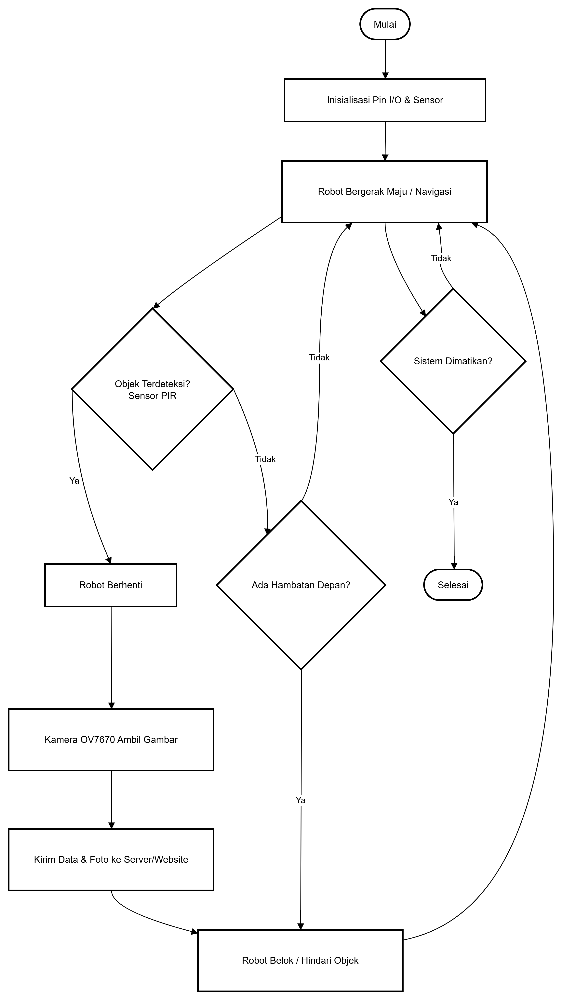 Mulai
Inisialisasi Pin I/O & Sensor
Robot Bergerak Maju / Navigasi
Tidak
Tidak
Sistem Dimatikan?
Objek Terdeteksi?
Sensor PIR
Tidak
Ya
Ya
Robot Berhenti
Ada Hambatan Depan?
Selesai
Kamera OV7670 Ambil Gambar
Ya
Kirim Data & Foto ke Server/Website
Robot Belok / Hindari Objek